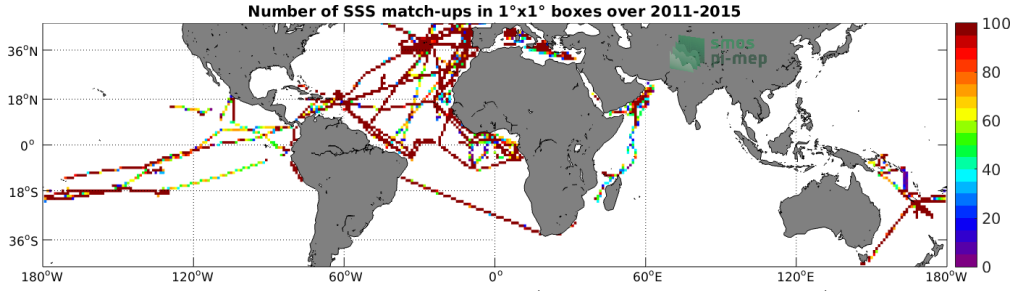 Number of SSS match-ups in 1°x1° boxes over 2011-2015
smos
pi-mep
36°N
18°N
0°
18°S
36°S
180°W 120°W 60°W 0° 60°E 120°E 180°W
100
80
60
40
20
0